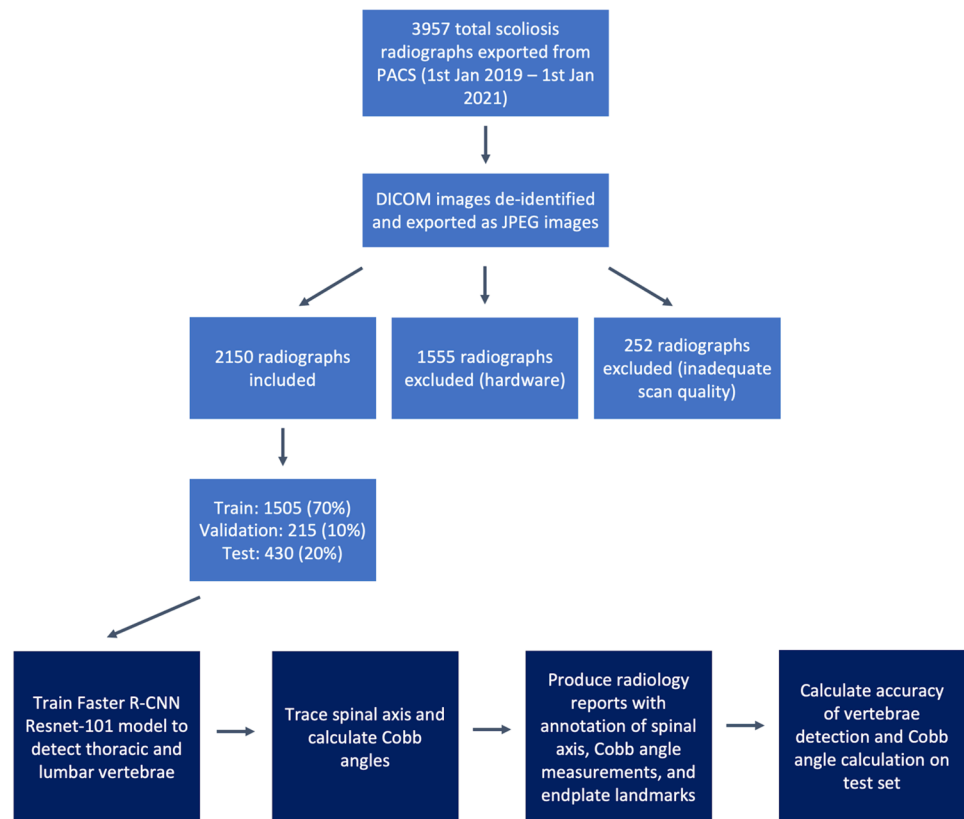 3957 total scoliosis
radiographs exported from
PACS (1st Jan 2019 – 1st Jan
2021)
DICOM images de-identified
and exported as JPEG images
2150 radiographs
included
1555 radiographs
excluded (hardware)
252 radiographs
excluded (inadequate
scan quality)
Train: 1505 (70%)
Validation: 215 (10%)
Test: 430 (20%)
Train Faster R-CNN
Resnet-101 model to
detect thoracic and
lumbar vertebrae
Trace spinal axis and
calculate Cobb
angles
Produce radiology
reports with
annotation of spinal
axis, Cobb angle
measurements, and
endplate landmarks
Calculate accuracy
of vertebrae
detection and Cobb
angle calculation on
test set